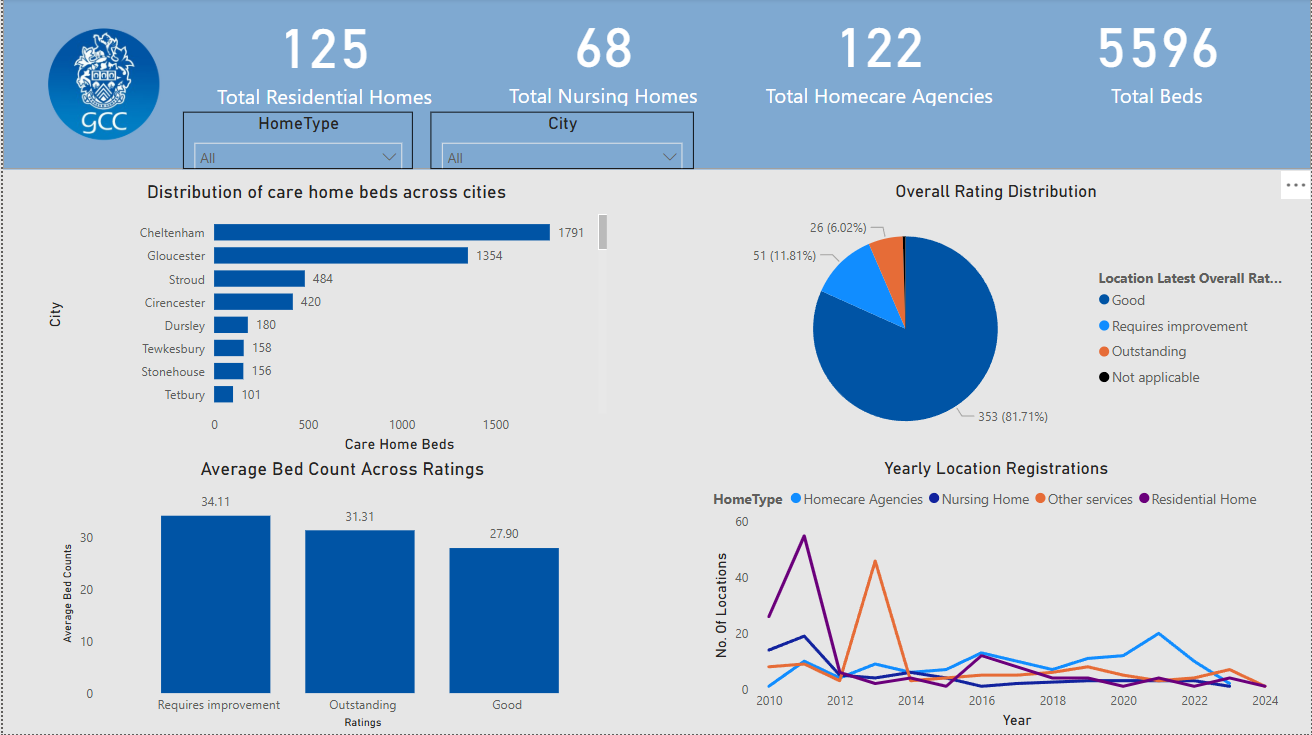 125
68
122
5596
Total Residential Homes
Total Nursing Homes
Total Homecare Agencies
Total Beds
GCC
HomeType
City
All
All
Distribution of care home beds across cities
City
Cheltenham 1791
Gloucester 1354
Stroud 484
Cirencester 420
Dursley 180
Tewkesbury 158
Stonehouse 156
Tetbury 101
0 500 1000 1500
Care Home Beds
Overall Rating Distribution
26 (6.02%)
51 (11.81%)
353 (81.71%)
Location Latest Overall Rat...
Good
Requires improvement
Outstanding
Not applicable
Average Bed Count Across Ratings
Average Bed Counts
34.11
31.31
27.90
30
20
10
0
Requires improvement Outstanding Good
Ratings
Yearly Location Registrations
HomeType Homecare Agencies Nursing Home Other services Residential Home
No. Of Locations
60
40
20
0
2010 2012 2014 2016 2018 2020 2022 2024
Year